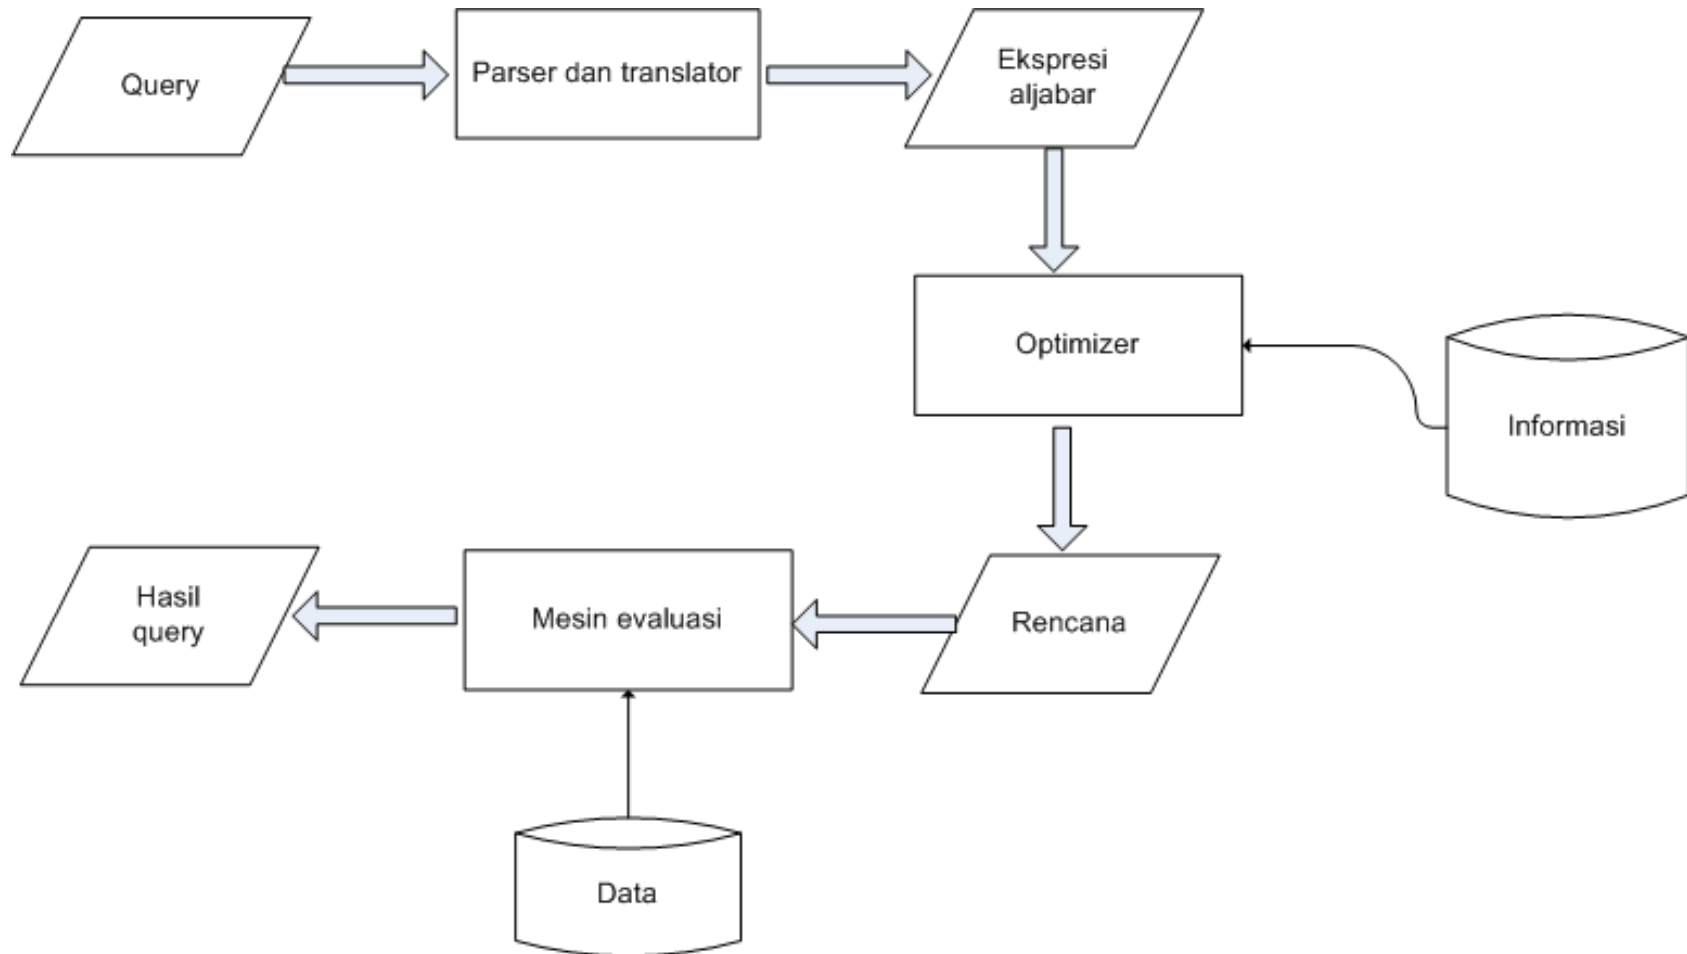 Query
Parser dan translator
Ekspresi
aljabar
Optimizer
Informasi
Hasil
query
Mesin evaluasi
Rencana
Data